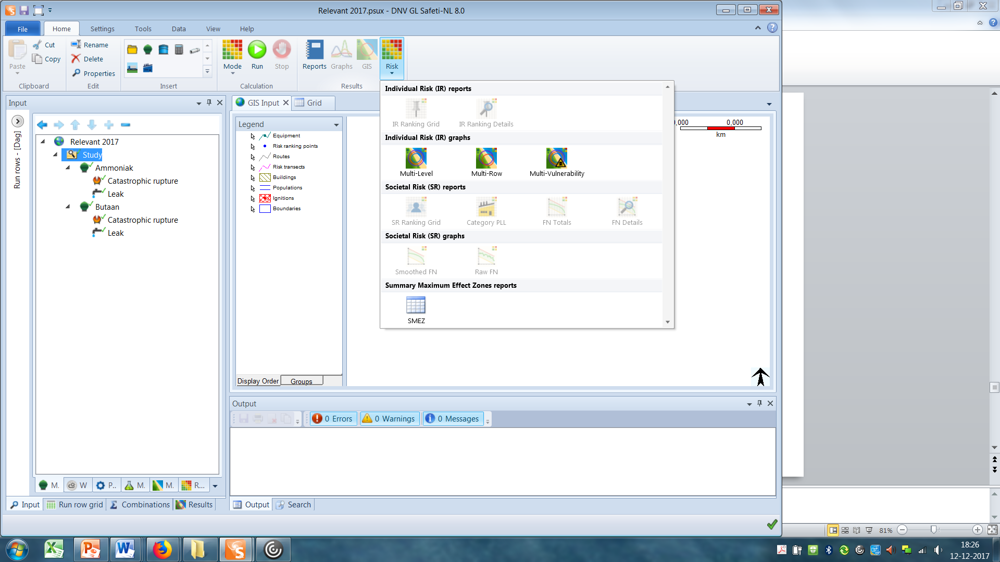 Relevant 2017.psux - DNV GL Safeti-NL 8.0
File Home Settings Tools Data View Help
Cut
Copy
Paste
Clipboard
Rename
Delete
Properties
Edit
Insert
Mode
Run
Stop
Calculation
Reports
Graphs
GIS
Risk
Results
Individual Risk (IR) reports
IR Ranking Grid
IR Ranking Details
Individual Risk (IR) graphs
Multi-Level
Multi-Row
Multi-Vulnerability
Societal Risk (SR) reports
SR Ranking Grid
Category PLL
FN Totals
FN Details
Societal Risk (SR) graphs
Smoothed FN
Raw FN
Summary Maximum Effect Zones reports
SMEZ
Input
Run rows - [Dag]
Relevant 2017
Study
Ammoniak
Catastrophic rupture
Leak
Butaan
Catastrophic rupture
Leak
M. W P.. M. M. R...
Input Run row grid Combinations Results
GIS Input Grid
Legend
Equipment
Risk ranking points
Routes
Risk transects
Buildings
Populations
Ignitions
Boundaries
Display Order Groups
0,000 0,000
km
Output
0 Errors 0 Warnings 0 Messages
Output Search
81%
18:26
12-12-2017